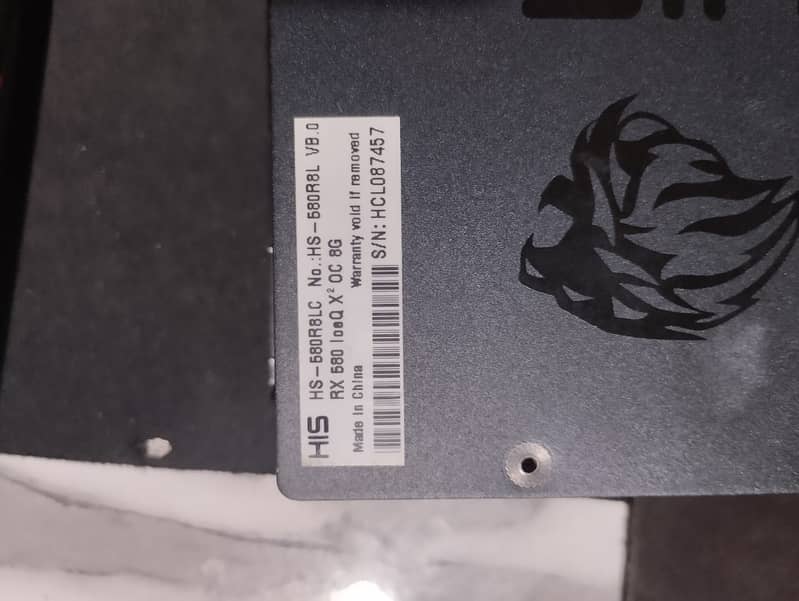 HIS
HS-580R8LC No.:HS-580R8L VB.0
RX 580 IceQ X² OC 8G
Made in China
Warranty void if removed
S/N: HCL087457